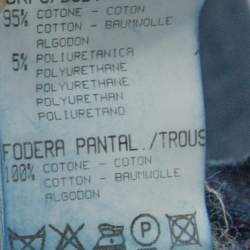 95% COTONE - COTON
COTTON - BAUMWOLLE
ALGODON
5% POLIURETANICA
POLYURETHANE
POLYURETHANE
POLYURETHAN
POLIURETANO
FODERA PANTAL./TROUS
100% COTONE - COTON
COTTON - BAUMWOLLE
ALGODON
P